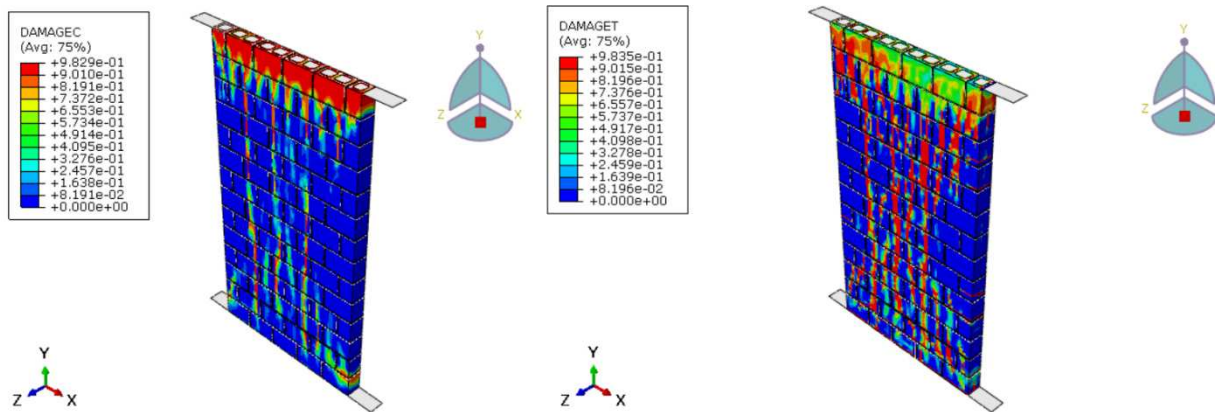 DAMAGEC
(Avg: 75%)
+9.829e-01
+9.010e-01
+8.191e-01
+7.372e-01
+6.553e-01
+5.734e-01
+4.914e-01
+4.095e-01
+3.276e-01
+2.457e-01
+1.638e-01
+8.191e-02
+0.000e+00
Y
Z
X
Y
Z
X
DAMAGET
(Avg: 75%)
+9.835e-01
+9.015e-01
+8.196e-01
+7.376e-01
+6.557e-01
+5.737e-01
+4.917e-01
+4.098e-01
+3.278e-01
+2.459e-01
+1.639e-01
+8.196e-02
+0.000e+00
Y
Z
Y
Z
X